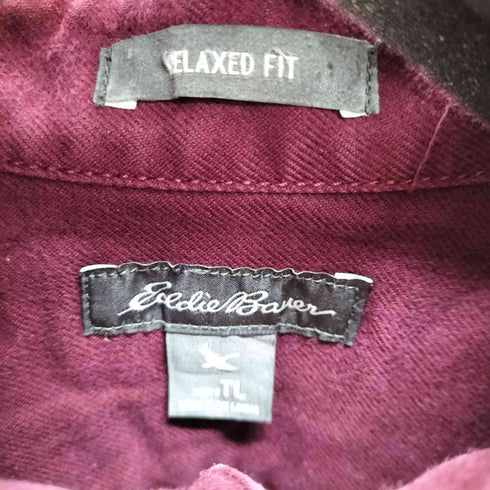 RELAXED FIT
Eddie Bauer
TL